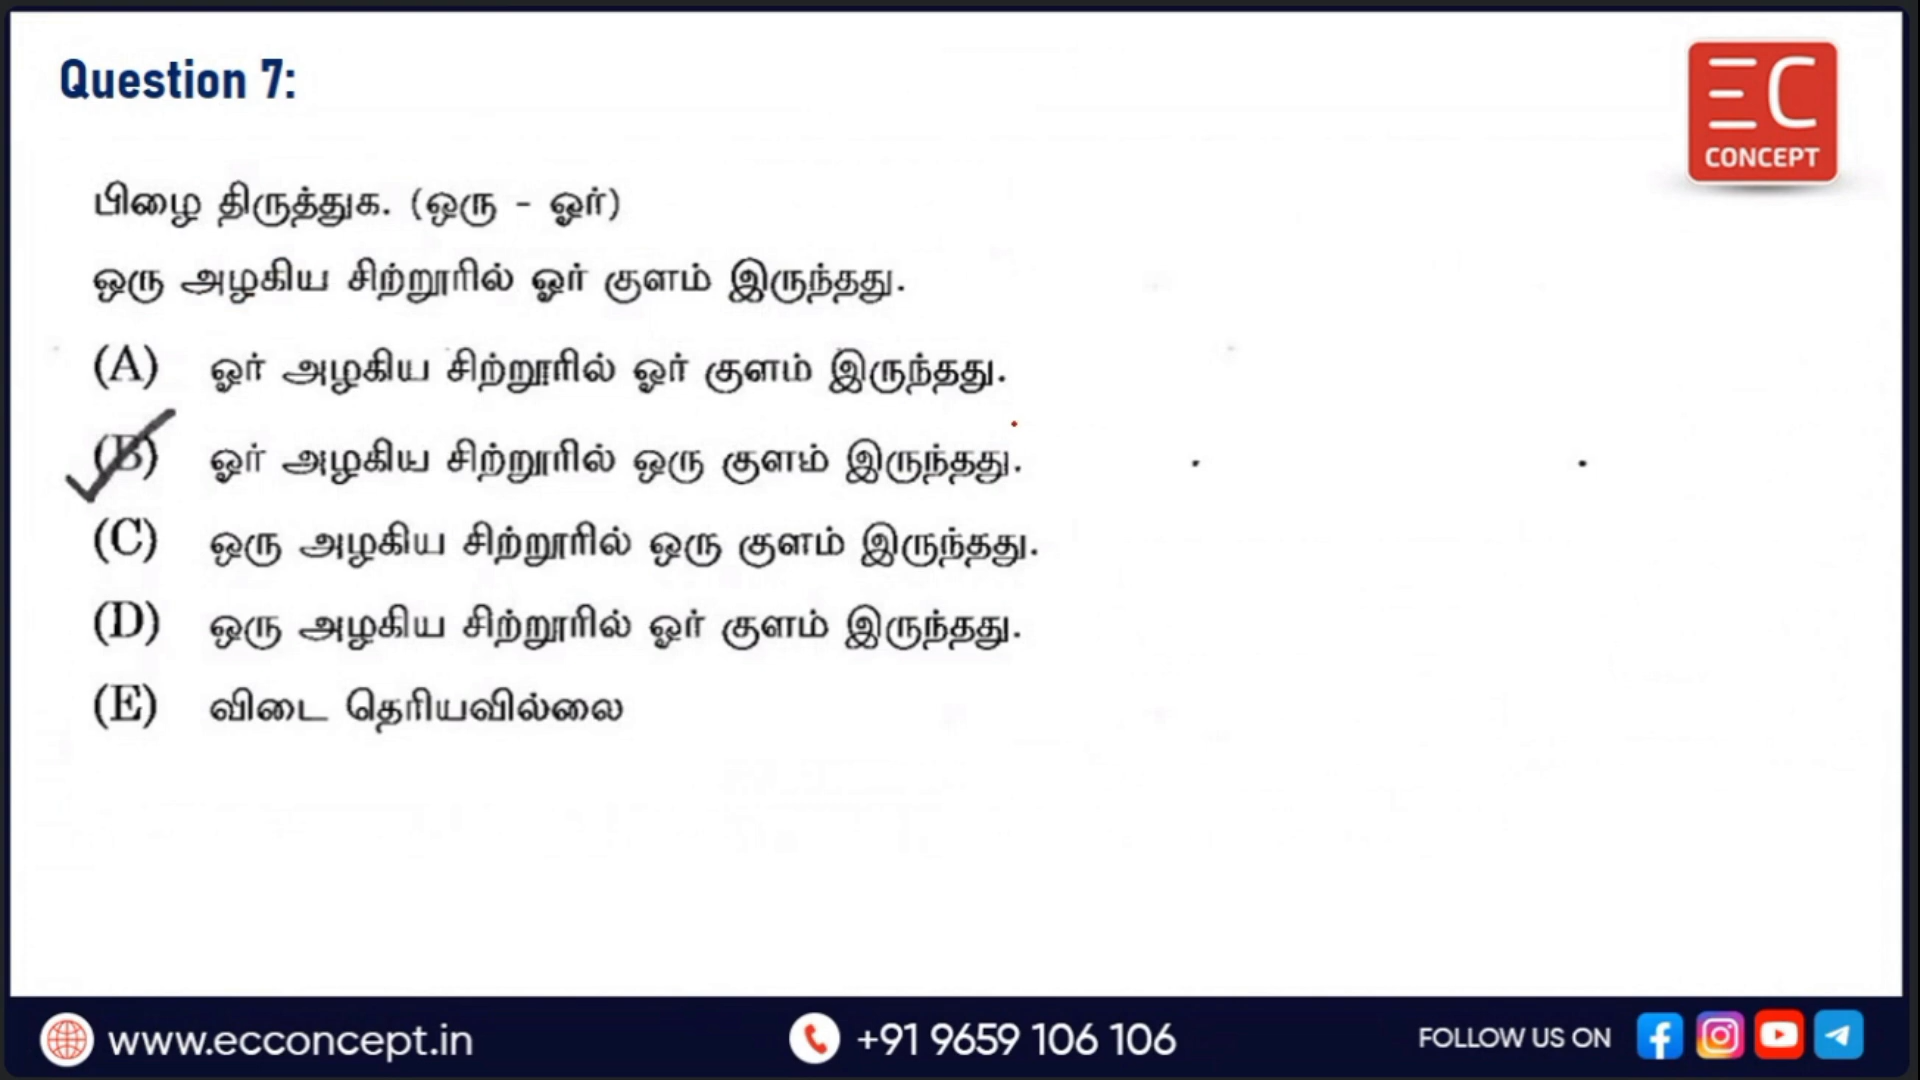 Question 7:
EC
CONCEPT
பிழை திருத்துக. (ஒரு - ஓர்)
ஒரு அழகிய சிற்றூரில் ஓர் குளம் இருந்தது.
(A) ஓர் அழகிய சிற்றூரில் ஓர் குளம் இருந்தது.
(B) ஓர் அழகிய சிற்றூரில் ஒரு குளம் இருந்தது.
(C) ஒரு அழகிய சிற்றூரில் ஒரு குளம் இருந்தது.
(D) ஒரு அழகிய சிற்றூரில் ஓர் குளம் இருந்தது.
(E) விடை தெரியவில்லை
www.ecconcept.in +91 9659 106 106 FOLLOW US ON